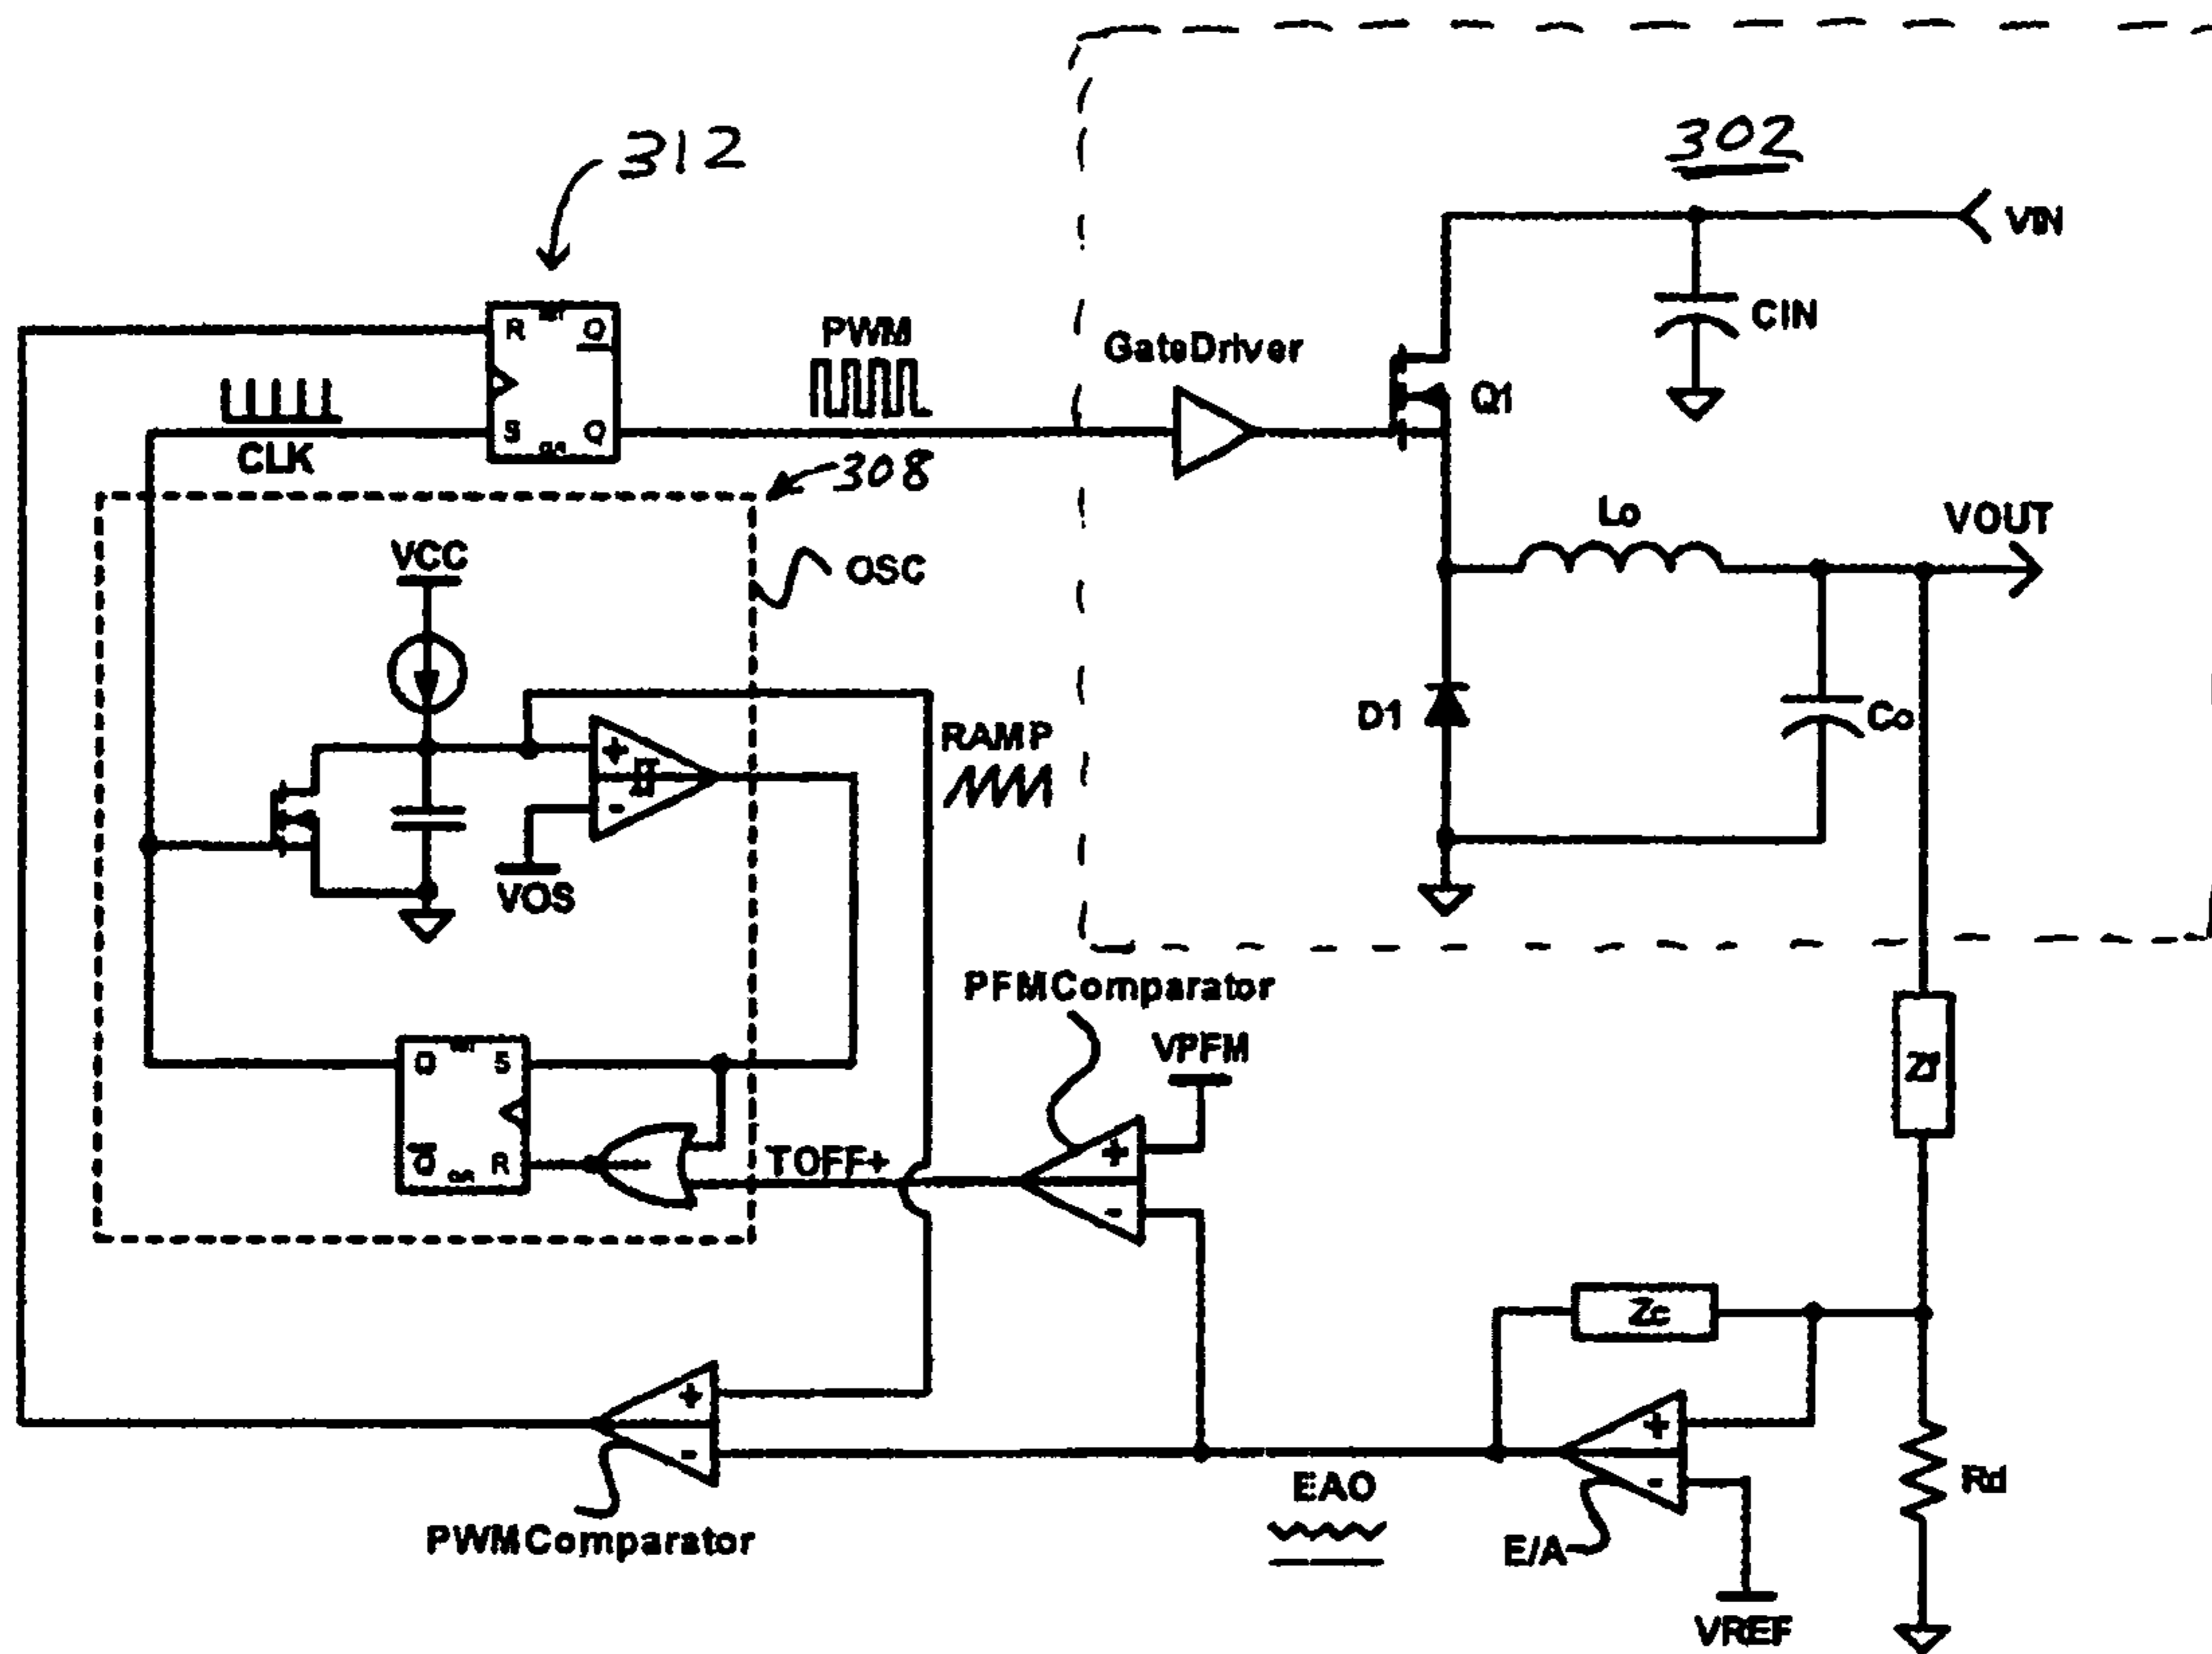 302
312
VIN
CIN
PWM
GateDriver
R
Q
Q1
S
Q
CLK
308
Lo
VOUT
VCC
OSC
D1
Co
RAMP
+
-
VOS
PFMComparator
VPFM
Zf
Q
S
+
TOFF+
Q
R
-
Zc
+
+
-
-
Rd
EAO
PWMComparator
E/A
VREF